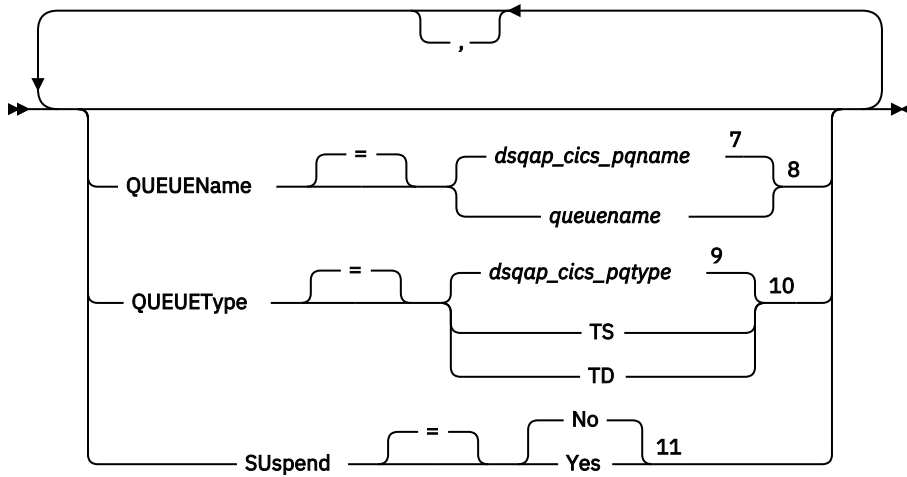 ,
=
dsqap_cics_pqname 7
QUEUEName 8
queuename
=
dsqap_cics_pqtype 9
QUEUEType 10
TS
TD
No
=
11
SUspend Yes